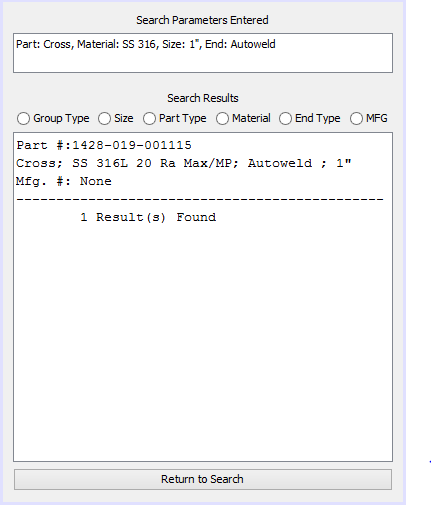 Search Parameters Entered
Part: Cross, Material: SS 316, Size: 1", End: Autoweld
Search Results
Group Type Size Part Type Material End Type MFG
Part #:1428-019-001115
Cross; SS 316L 20 Ra Max/MP; Autoweld ; 1"
Mfg. #: None
----------------------------------------------
1 Result(s) Found
Return to Search